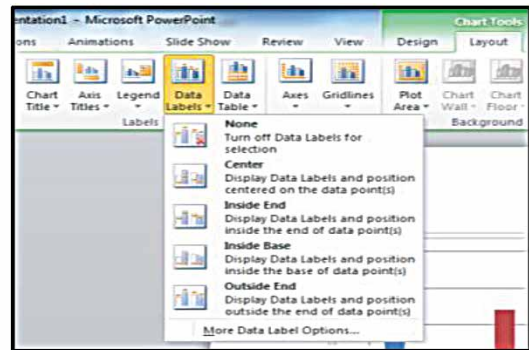 entation1 - Microsoft PowerPoint
Chart Tools
ons Animations Slide Show Review View Design Layout
Chart Title Axis Titles Legend Data Labels Data Table Axes Gridlines Plot Area Chart Wall Chart Floor
Labels Background
None
Turn off Data Labels for
selection
Center
Display Data Labels and position
centered on the data point(s)
Inside End
Display Data Labels and position
inside the end of data point(s)
Inside Base
Display Data Labels and position
inside the base of data point(s)
Outside End
Display Data Labels and position
outside the end of data point(s)
More Data Label Options...